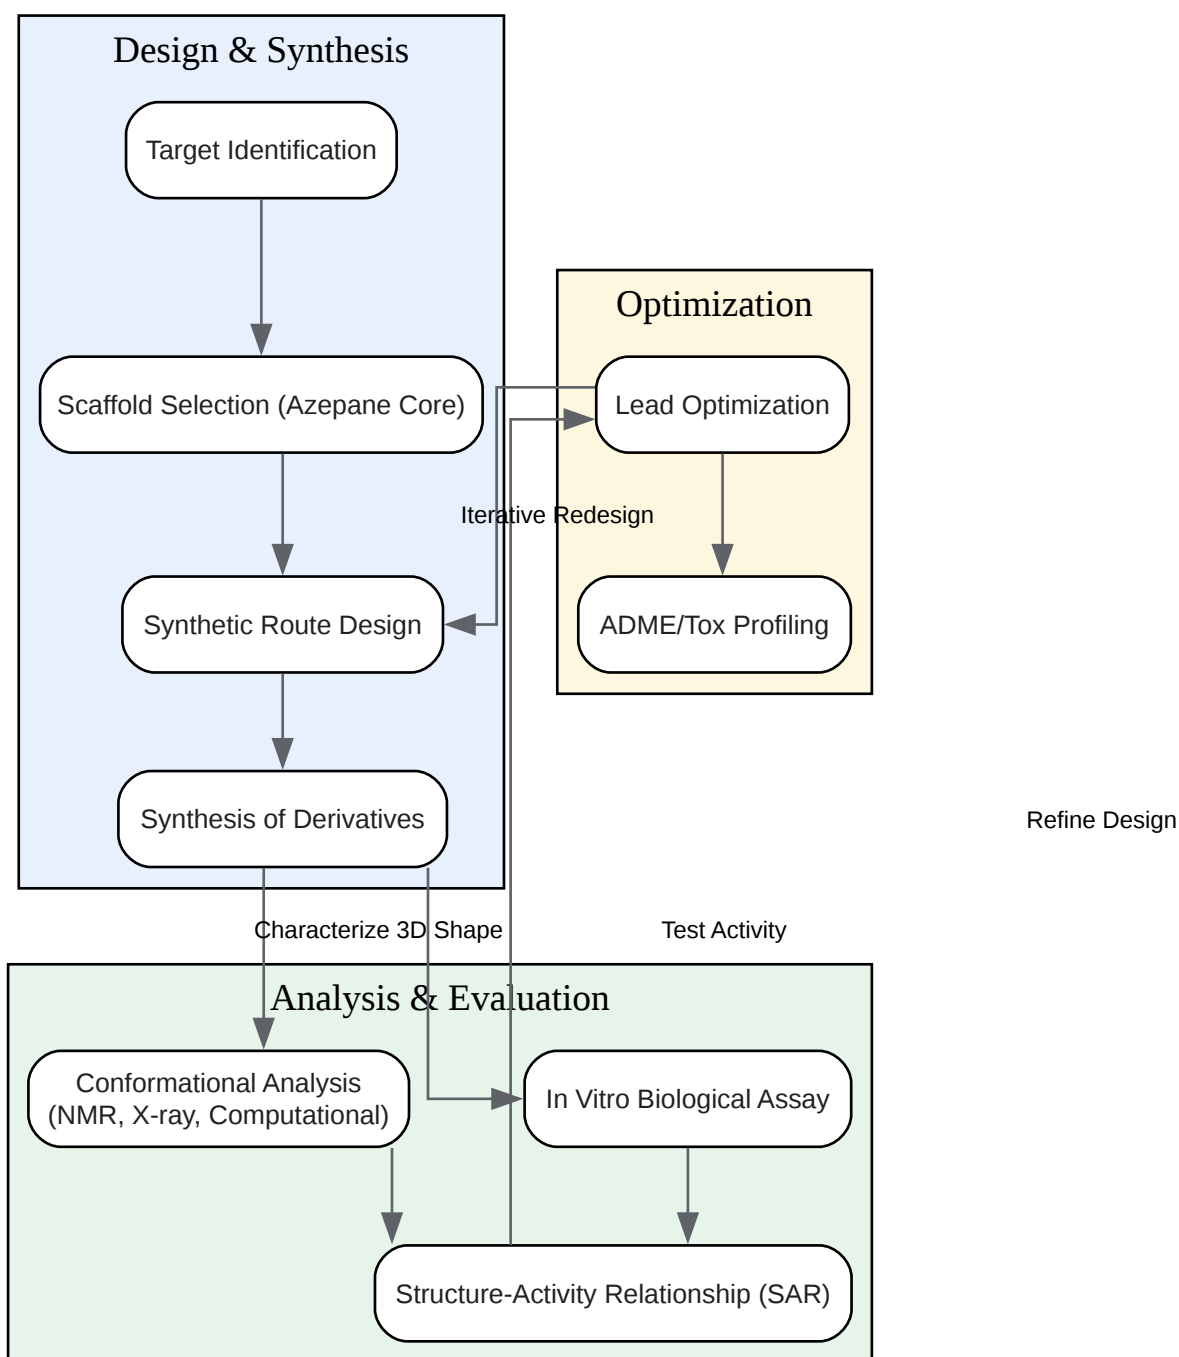 Design & Synthesis
Target Identification
Scaffold Selection (Azepane Core)
Synthetic Route Design
Synthesis of Derivatives
Optimization
Lead Optimization
Iterative Redesign
ADME/Tox Profiling
Refine Design
Characterize 3D Shape
Test Activity
Analysis & Evaluation
Conformational Analysis
(NMR, X-ray, Computational)
In Vitro Biological Assay
Structure-Activity Relationship (SAR)